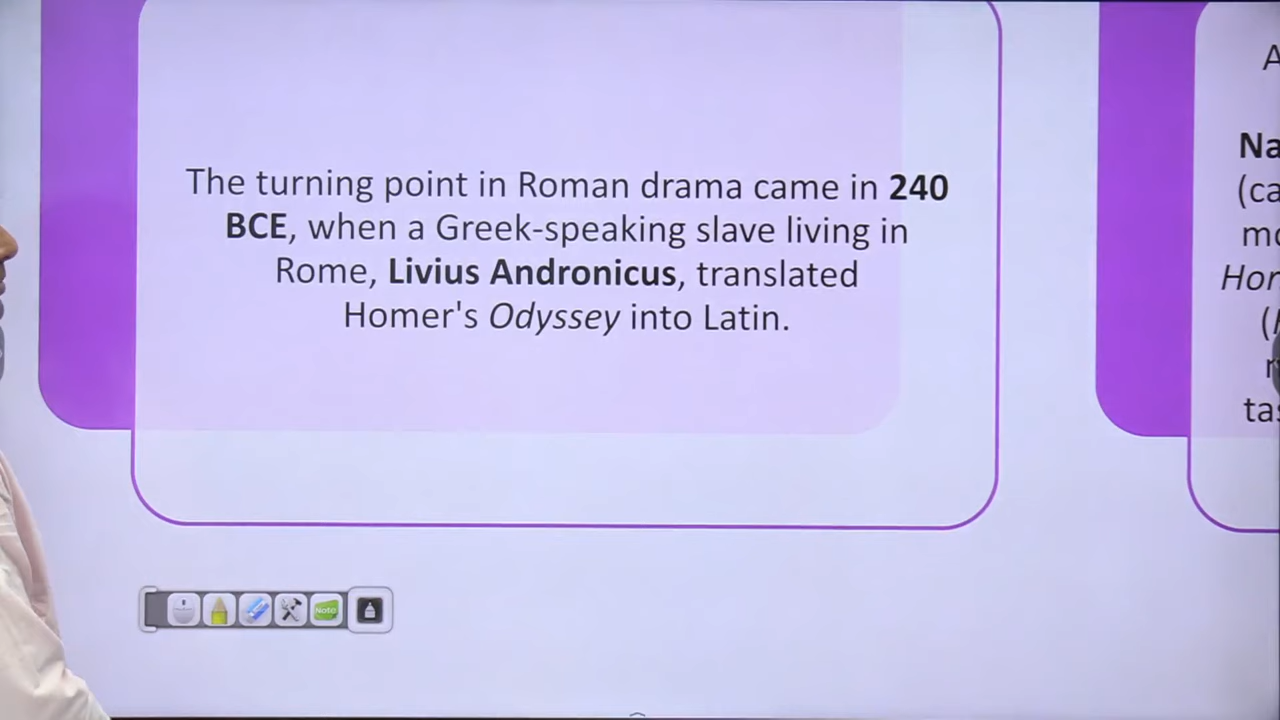 The turning point in Roman drama came in 240
BCE, when a Greek-speaking slave living in
Rome, Livius Andronicus, translated
Homer's Odyssey into Latin.
Note